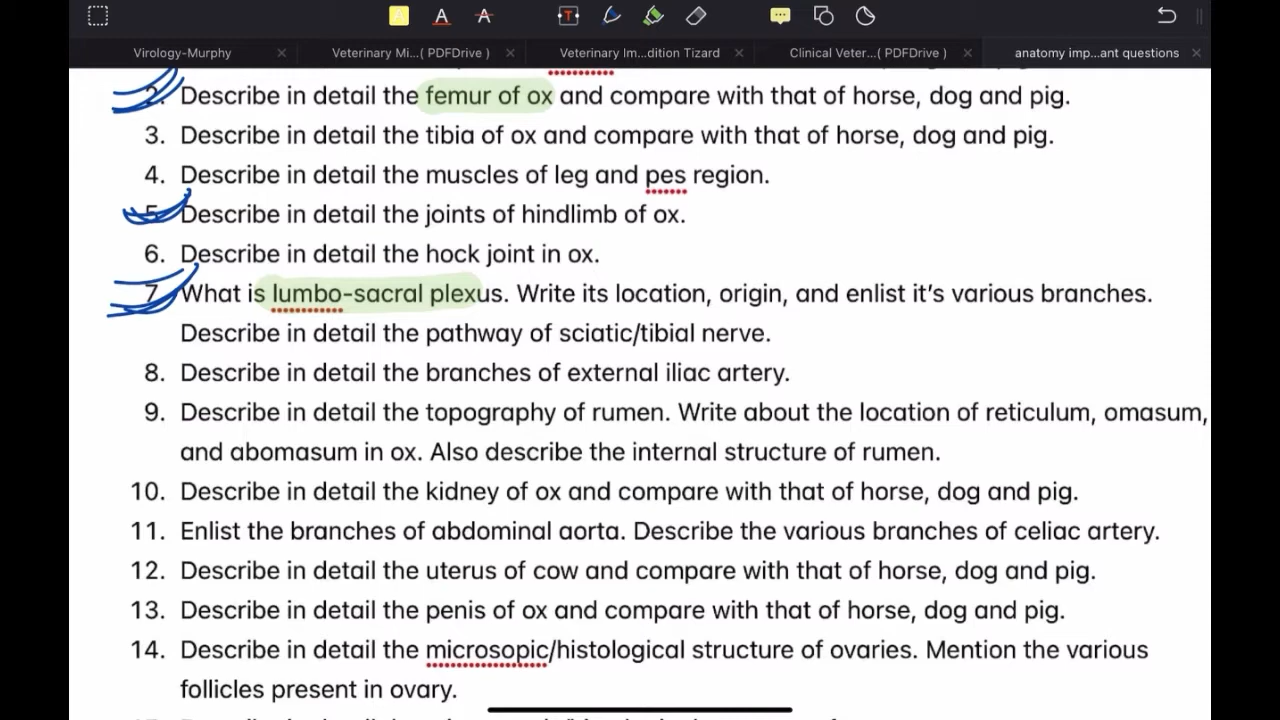 Virology-Murphy
Veterinary Mi...( PDFDrive )
Veterinary Im...dition Tizard
Clinical Veter...( PDFDrive )
anatomy imp...ant questions
2. Describe in detail the femur of ox and compare with that of horse, dog and pig.
3. Describe in detail the tibia of ox and compare with that of horse, dog and pig.
4. Describe in detail the muscles of leg and pes region.
5. Describe in detail the joints of hindlimb of ox.
6. Describe in detail the hock joint in ox.
7. What is lumbo-sacral plexus. Write its location, origin, and enlist it's various branches.
Describe in detail the pathway of sciatic/tibial nerve.
8. Describe in detail the branches of external iliac artery.
9. Describe in detail the topography of rumen. Write about the location of reticulum, omasum,
and abomasum in ox. Also describe the internal structure of rumen.
10. Describe in detail the kidney of ox and compare with that of horse, dog and pig.
11. Enlist the branches of abdominal aorta. Describe the various branches of celiac artery.
12. Describe in detail the uterus of cow and compare with that of horse, dog and pig.
13. Describe in detail the penis of ox and compare with that of horse, dog and pig.
14. Describe in detail the microsopic/histological structure of ovaries. Mention the various
follicles present in ovary.